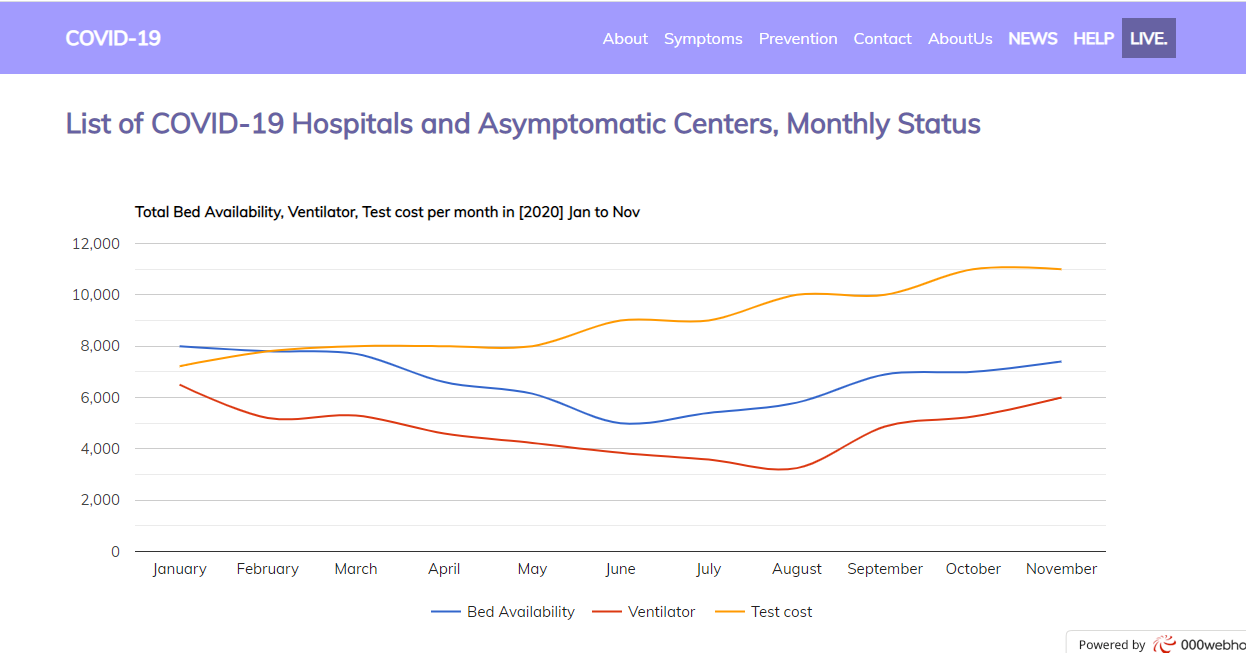 COVID-19 About Symptoms Prevention Contact AboutUs NEWS HELP LIVE.
List of COVID-19 Hospitals and Asymptomatic Centers, Monthly Status
Total Bed Availability, Ventilator, Test cost per month in [2020] Jan to Nov
12,000
10,000
8,000
6,000
4,000
2,000
0
January February March April May June July August September October November
Bed Availability Ventilator Test cost
Powered by 000webho